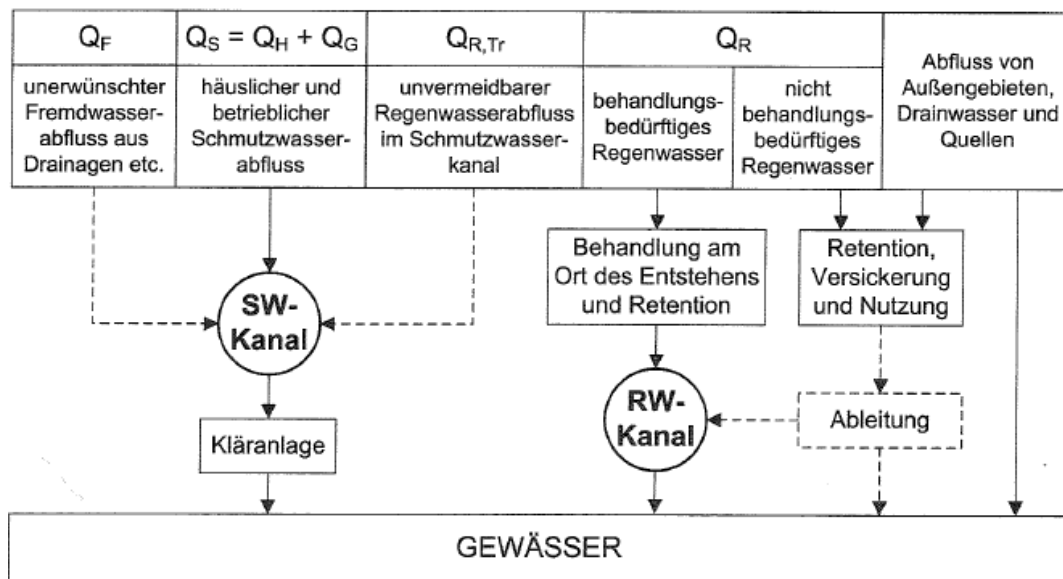 Q_F
Q_S = Q_H + Q_G
Q_R,Tr
Q_R
unerwünschter
Fremdwasser-
abfluss aus
Drainagen etc.
häuslicher und
betrieblicher
Schmutzwasser-
abfluss
unvermeidbarer
Regenwasserabfluss
im Schmutzwasser-
kanal
behandlungs-
bedürftiges
Regenwasser
nicht
behandlungs-
bedürftiges
Regenwasser
Abfluss von
Außengebieten,
Drainwasser und
Quellen
Behandlung am
Ort des Entstehens
und Retention
Retention,
Versickerung
und Nutzung
SW-
Kanal
RW-
Kanal
Ableitung
Kläranlage
GEWÄSSER